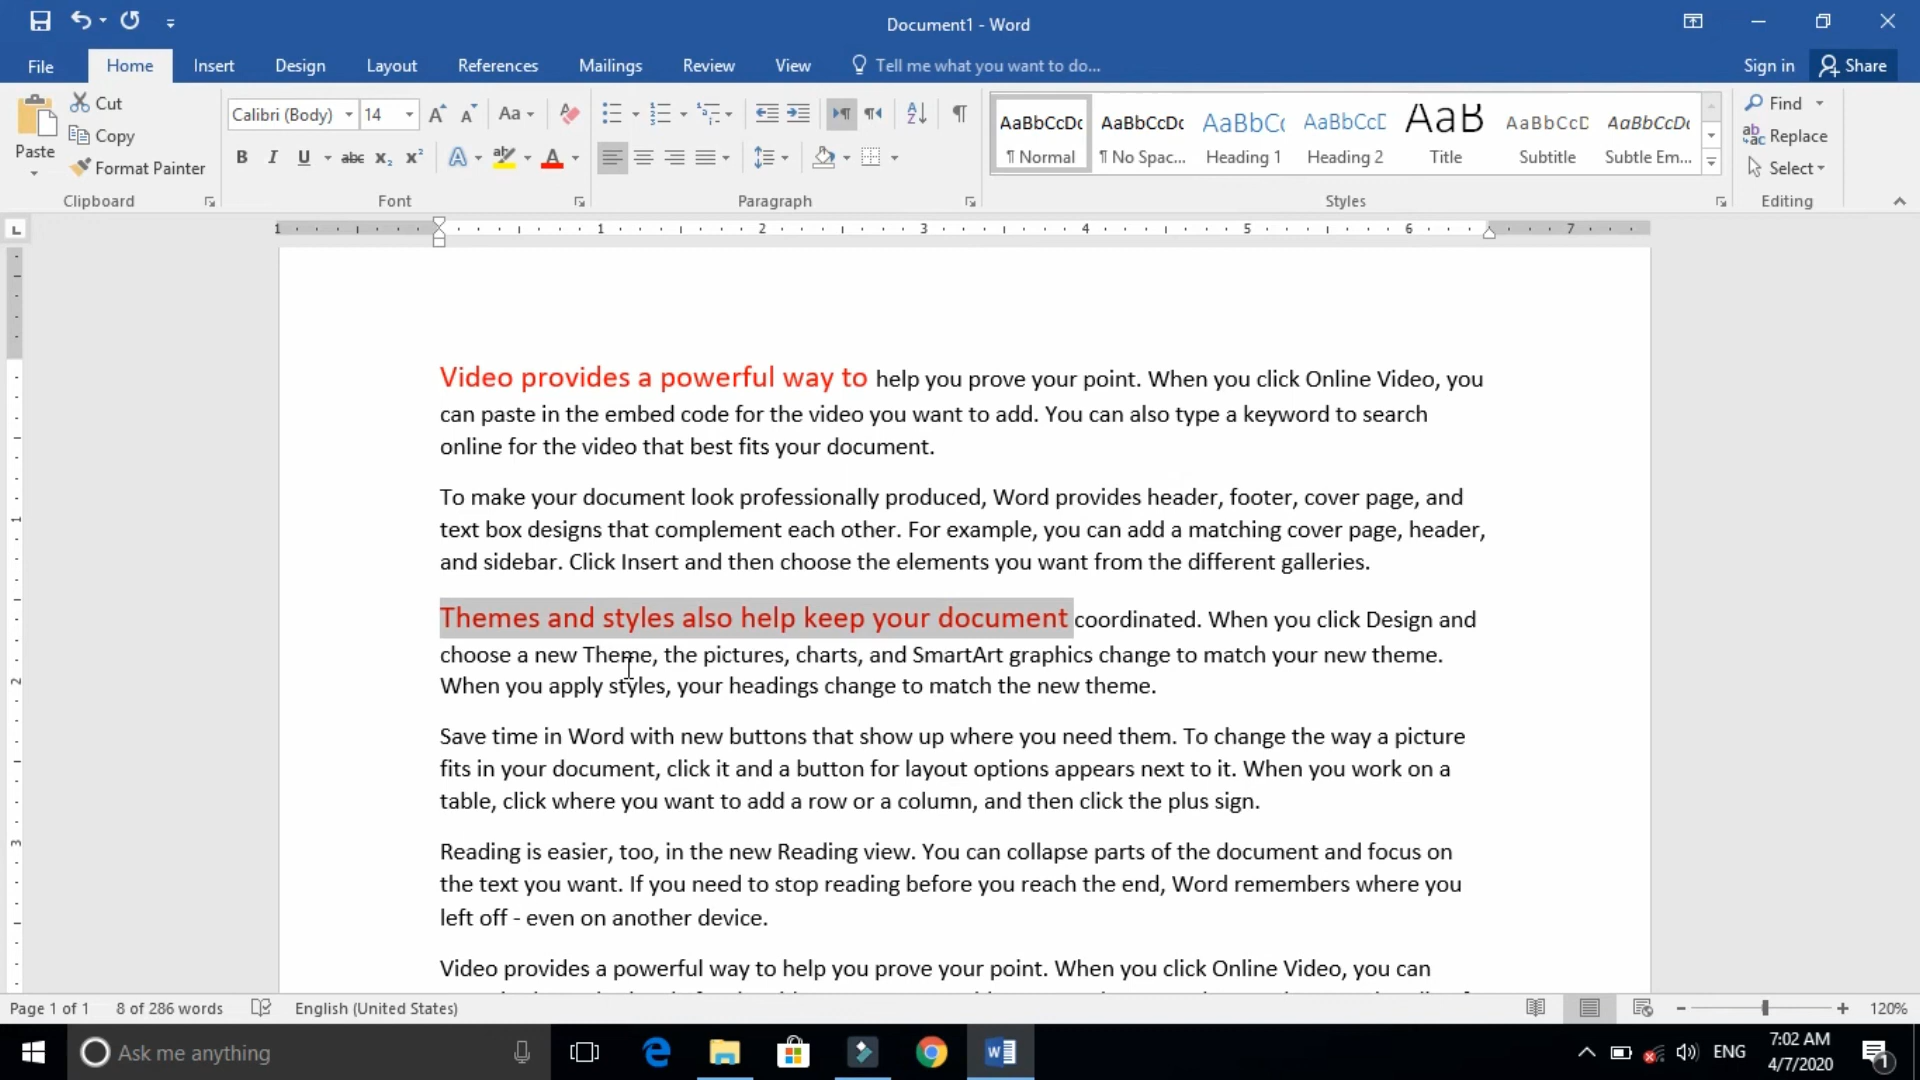 Document1 - Word
File Home Insert Design Layout References Mailings Review View Tell me what you want to do... Sign in Share
Paste
Cut
Copy
Format Painter
Clipboard
Calibri (Body) 14
Font
Paragraph
AaBbCcDc AaBbCcDc AaBbCc AaBbCcD AaB AaBbCcD AaBbCcDc
¶ Normal ¶ No Spac... Heading 1 Heading 2 Title Subtitle Subtle Em...
Styles
Find
Replace
Select
Editing
1 1 2 3 4 5 6 7
Video provides a powerful way to help you prove your point. When you click Online Video, you
can paste in the embed code for the video you want to add. You can also type a keyword to search
online for the video that best fits your document.
To make your document look professionally produced, Word provides header, footer, cover page, and
text box designs that complement each other. For example, you can add a matching cover page, header,
and sidebar. Click Insert and then choose the elements you want from the different galleries.
Themes and styles also help keep your document coordinated. When you click Design and
choose a new Theme, the pictures, charts, and SmartArt graphics change to match your new theme.
When you apply styles, your headings change to match the new theme.
Save time in Word with new buttons that show up where you need them. To change the way a picture
fits in your document, click it and a button for layout options appears next to it. When you work on a
table, click where you want to add a row or a column, and then click the plus sign.
Reading is easier, too, in the new Reading view. You can collapse parts of the document and focus on
the text you want. If you need to stop reading before you reach the end, Word remembers where you
left off - even on another device.
Video provides a powerful way to help you prove your point. When you click Online Video, you can
Page 1 of 1 8 of 286 words English (United States) 120%
Ask me anything
ENG
7:02 AM
4/7/2020
1